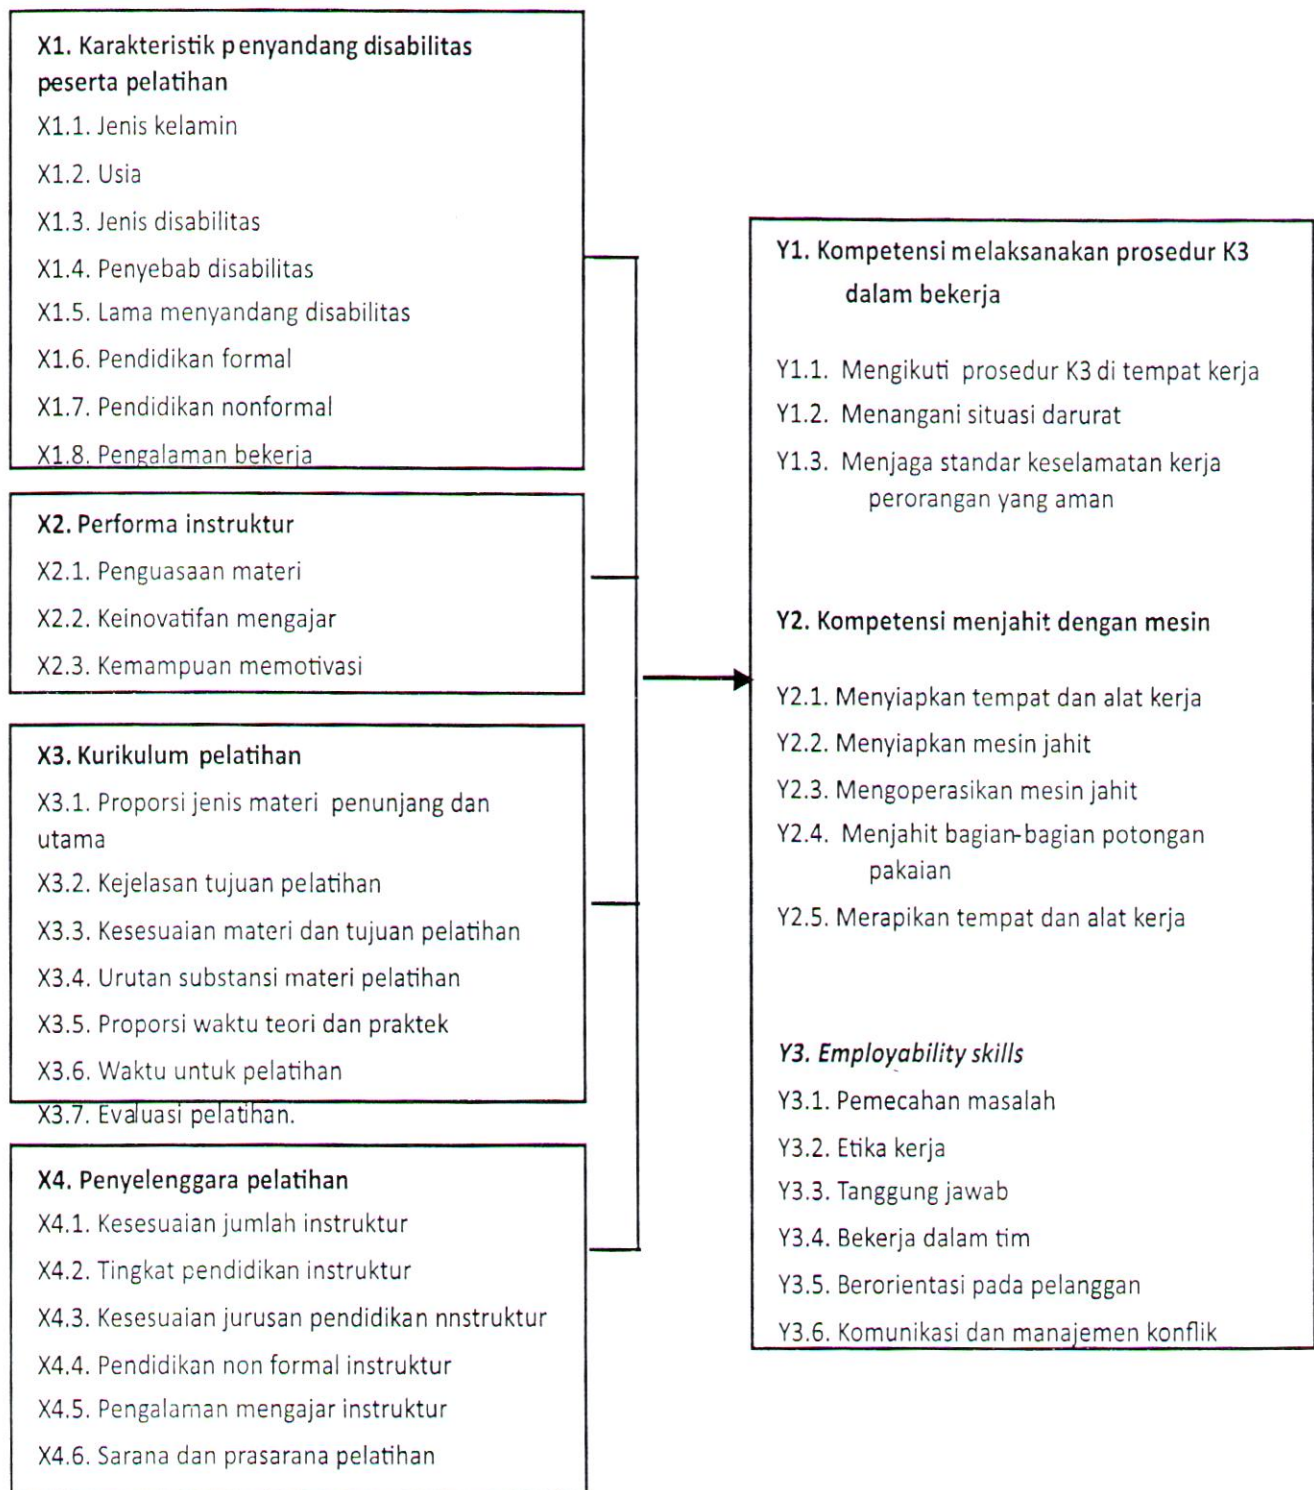 X1. Karakteristik penyandang disabilitas
peserta pelatihan
X1.1. Jenis kelamin
X1.2. Usia
X1.3. Jenis disabilitas
X1.4. Penyebab disabilitas
X1.5. Lama menyandang disabilitas
X1.6. Pendidikan formal
X1.7. Pendidikan nonformal
X1.8. Pengalaman bekerja
X2. Performa instruktur
X2.1. Penguasaan materi
X2.2. Keinovatifan mengajar
X2.3. Kemampuan memotivasi
X3. Kurikulum pelatihan
X3.1. Proporsi jenis materi penunjang dan
utama
X3.2. Kejelasan tujuan pelatihan
X3.3. Kesesuaian materi dan tujuan pelatihan
X3.4. Urutan substansi materi pelatihan
X3.5. Proporsi waktu teori dan praktek
X3.6. Waktu untuk pelatihan
X3.7. Evaluasi pelatihan.
X4. Penyelenggara pelatihan
X4.1. Kesesuaian jumlah instruktur
X4.2. Tingkat pendidikan instruktur
X4.3. Kesesuaian jurusan pendidikan nnstruktur
X4.4. Pendidikan non formal instruktur
X4.5. Pengalaman mengajar instruktur
X4.6. Sarana dan prasarana pelatihan
Y1. Kompetensi melaksanakan prosedur K3
dalam bekerja
Y1.1. Mengikuti prosedur K3 di tempat kerja
Y1.2. Menangani situasi darurat
Y1.3. Menjaga standar keselamatan kerja
perorangan yang aman
Y2. Kompetensi menjahit dengan mesin
Y2.1. Menyiapkan tempat dan alat kerja
Y2.2. Menyiapkan mesin jahit
Y2.3. Mengoperasikan mesin jahit
Y2.4. Menjahit bagian-bagian potongan
pakaian
Y2.5. Merapikan tempat dan alat kerja
Y3. Employability skills
Y3.1. Pemecahan masalah
Y3.2. Etika kerja
Y3.3. Tanggung jawab
Y3.4. Bekerja dalam tim
Y3.5. Berorientasi pada pelanggan
Y3.6. Komunikasi dan manajemen konflik